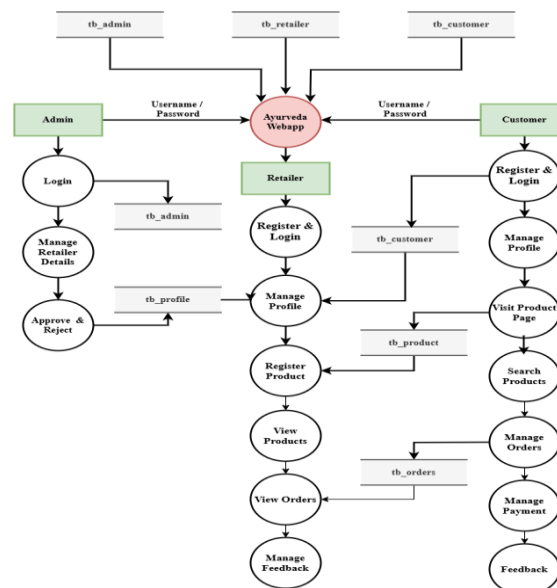 tb_admin
tb_retailer
tb_customer
Username /
Password
Username /
Password
Admin
Ayurveda
Webapp
Customer
Login
Retailer
Register &
Login
tb_admin
Register &
Login
tb_customer
Manage
Retailer
Details
Manage
Profile
tb_profile
Manage
Profile
Approve &
Reject
Visit Product
Page
tb_product
Register
Product
Search
Products
View
Products
Manage
Orders
tb_orders
View Orders
Manage
Payment
Manage
Feedback
Feedback